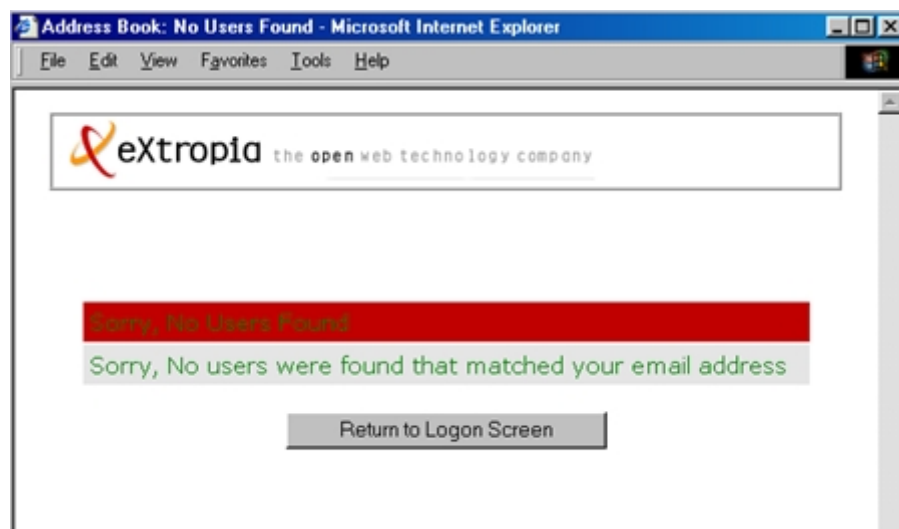 Address Book: No Users Found - Microsoft Internet Explorer
File Edit View Favorites Tools Help
eXtropia the open web technology company
Sorry, No Users Found
Sorry, No users were found that matched your email address
Return to Logon Screen